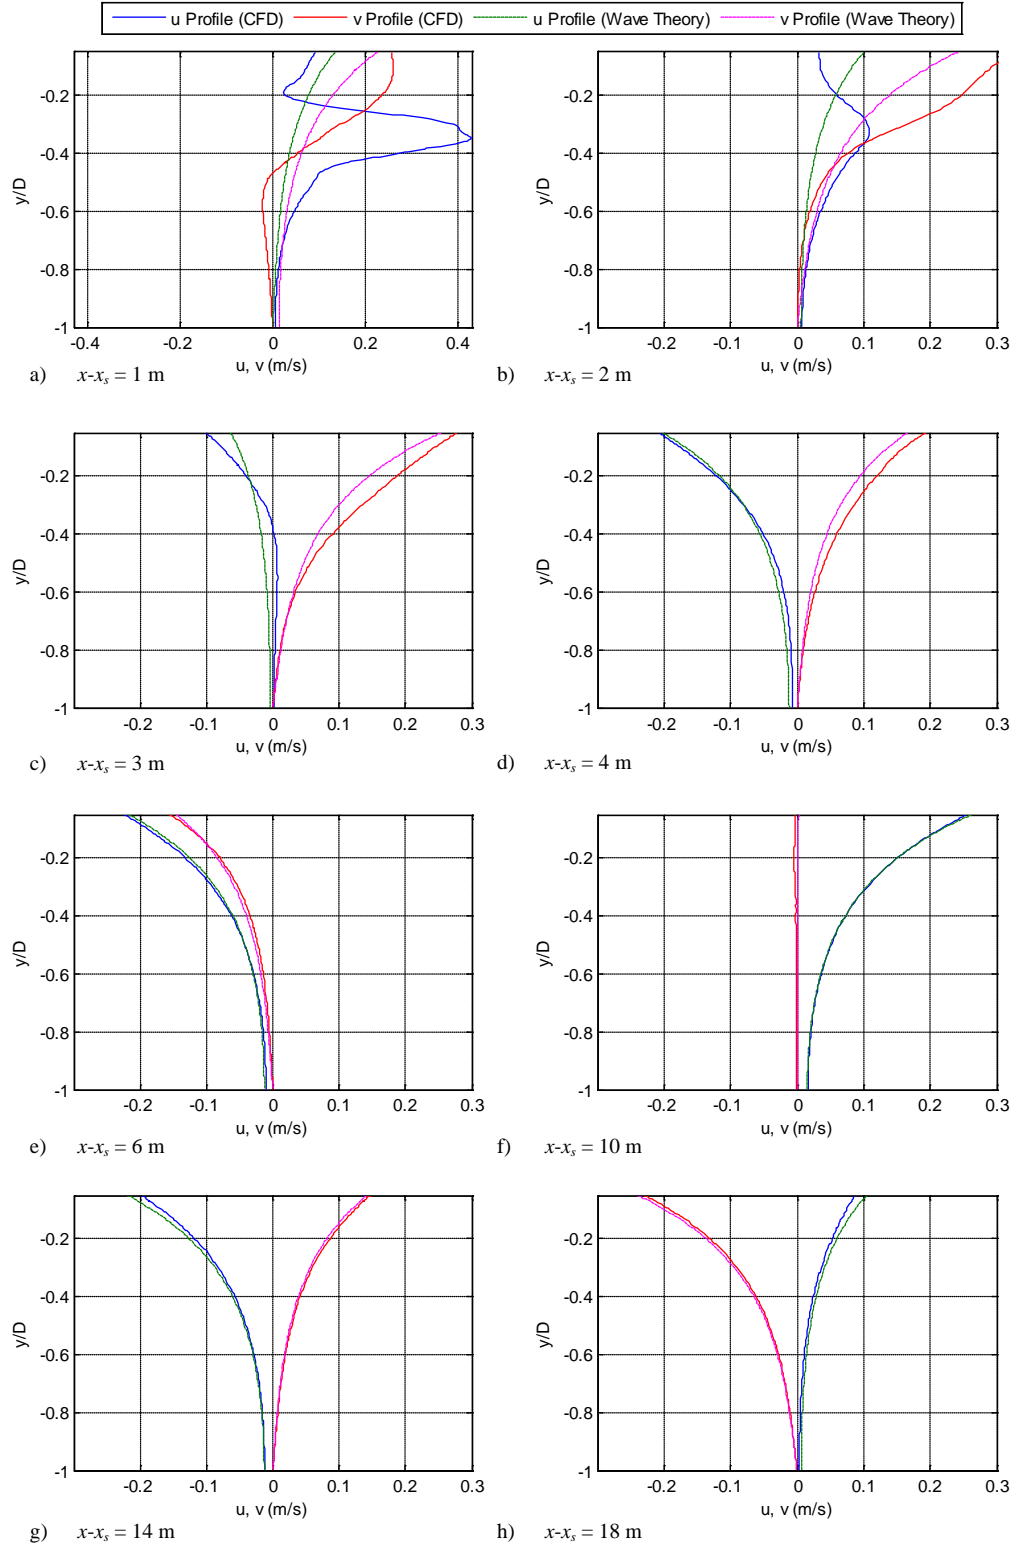 u Profile (CFD) v Profile (CFD) u Profile (Wave Theory) v Profile (Wave Theory)
-0.2
-0.4
-0.6
-0.8
-1
y/D
-0.4 -0.2 0 0.2 0.4
u, v (m/s)
a) x-xs = 1 m
-0.2
-0.4
-0.6
-0.8
-1
y/D
-0.2 -0.1 0 0.1 0.2 0.3
u, v (m/s)
b) x-xs = 2 m
-0.2
-0.4
-0.6
-0.8
-1
y/D
-0.2 -0.1 0 0.1 0.2 0.3
u, v (m/s)
c) x-xs = 3 m
-0.2
-0.4
-0.6
-0.8
-1
y/D
-0.2 -0.1 0 0.1 0.2 0.3
u, v (m/s)
d) x-xs = 4 m
-0.2
-0.4
-0.6
-0.8
-1
y/D
-0.2 -0.1 0 0.1 0.2 0.3
u, v (m/s)
e) x-xs = 6 m
-0.2
-0.4
-0.6
-0.8
-1
y/D
-0.2 -0.1 0 0.1 0.2 0.3
u, v (m/s)
f) x-xs = 10 m
-0.2
-0.4
-0.6
-0.8
-1
y/D
-0.2 -0.1 0 0.1 0.2 0.3
u, v (m/s)
g) x-xs = 14 m
-0.2
-0.4
-0.6
-0.8
-1
y/D
-0.2 -0.1 0 0.1 0.2 0.3
u, v (m/s)
h) x-xs = 18 m